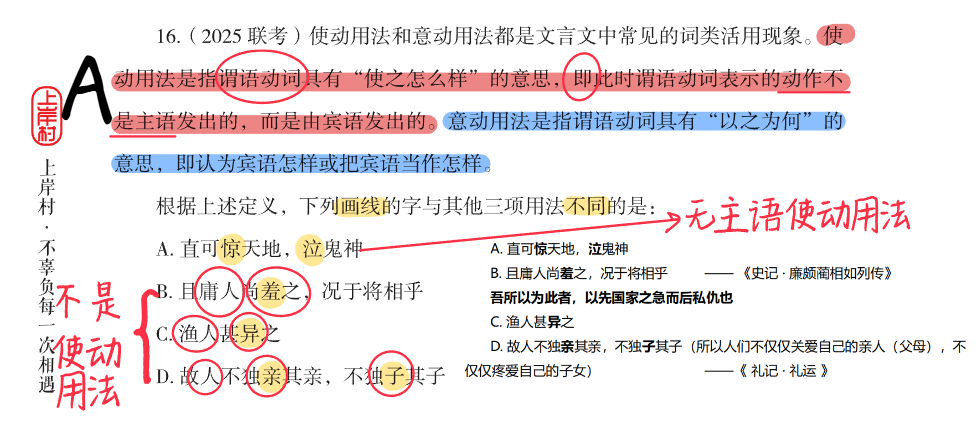 16.（2025 联考）使动用法和意动用法都是文言文中常见的词类活用现象。使
动用法是指谓语动词具有“使之怎么样”的意思，即此时谓语动词表示的动作不
是主语发出的，而是由宾语发出的。意动用法是指谓语动词具有“以之为何”的
意思，即认为宾语怎样或把宾语当作怎样。
根据上述定义，下列画线的字与其他三项用法不同的是：
A. 直可惊天地，泣鬼神
B. 且庸人尚羞之，况于将相乎
C. 渔人甚异之
D. 故人不独亲其亲，不独子其子
A
上岸村
上岸村·不辜负每一次相遇
无主语使动用法
不是
使动
用法
A. 直可惊天地，泣鬼神
B. 且庸人尚羞之，况于将相乎 ——《史记·廉颇蔺相如列传》
吾所以为此者，以先国家之急而后私仇也
C. 渔人甚异之
D. 故人不独亲其亲，不独子其子（所以人们不仅仅关爱自己的亲人（父母），不
仅仅疼爱自己的子女） ——《 礼记·礼运 》